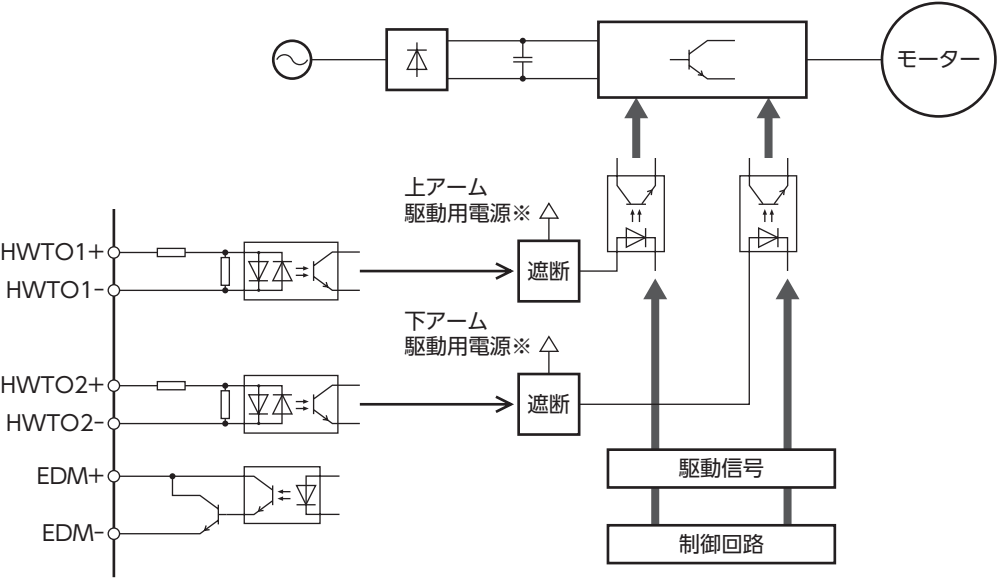 モーター
上アーム
駆動用電源※
HWTO1+
遮断
HWTO1-
下アーム
駆動用電源※
HWTO2+
遮断
HWTO2-
EDM+
駆動信号
EDM-
制御回路